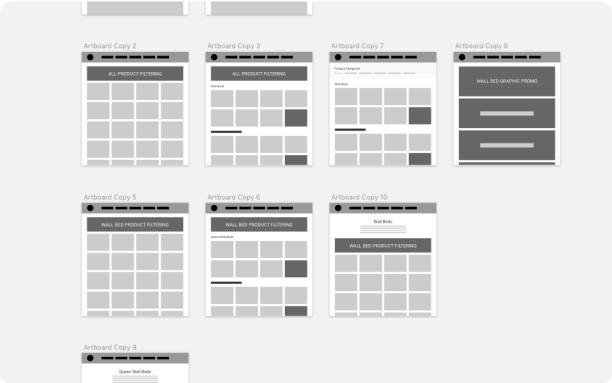 Artboard Copy 2
Artboard Copy 3
Artboard Copy 7
Artboard Copy 8
ALL PRODUCT FILTERING
ALL PRODUCT FILTERING
Product Categories
WALL BED GRAPHIC PROMO
Wall Beds
Wall Beds
Artboard Copy 5
Artboard Copy 6
Artboard Copy 10
WALL BED PRODUCT FILTERING
WALL BED PRODUCT FILTERING
Wall Beds
Queen Wall Beds
WALL BED PRODUCT FILTERING
Artboard Copy 9
Queen Wall Beds